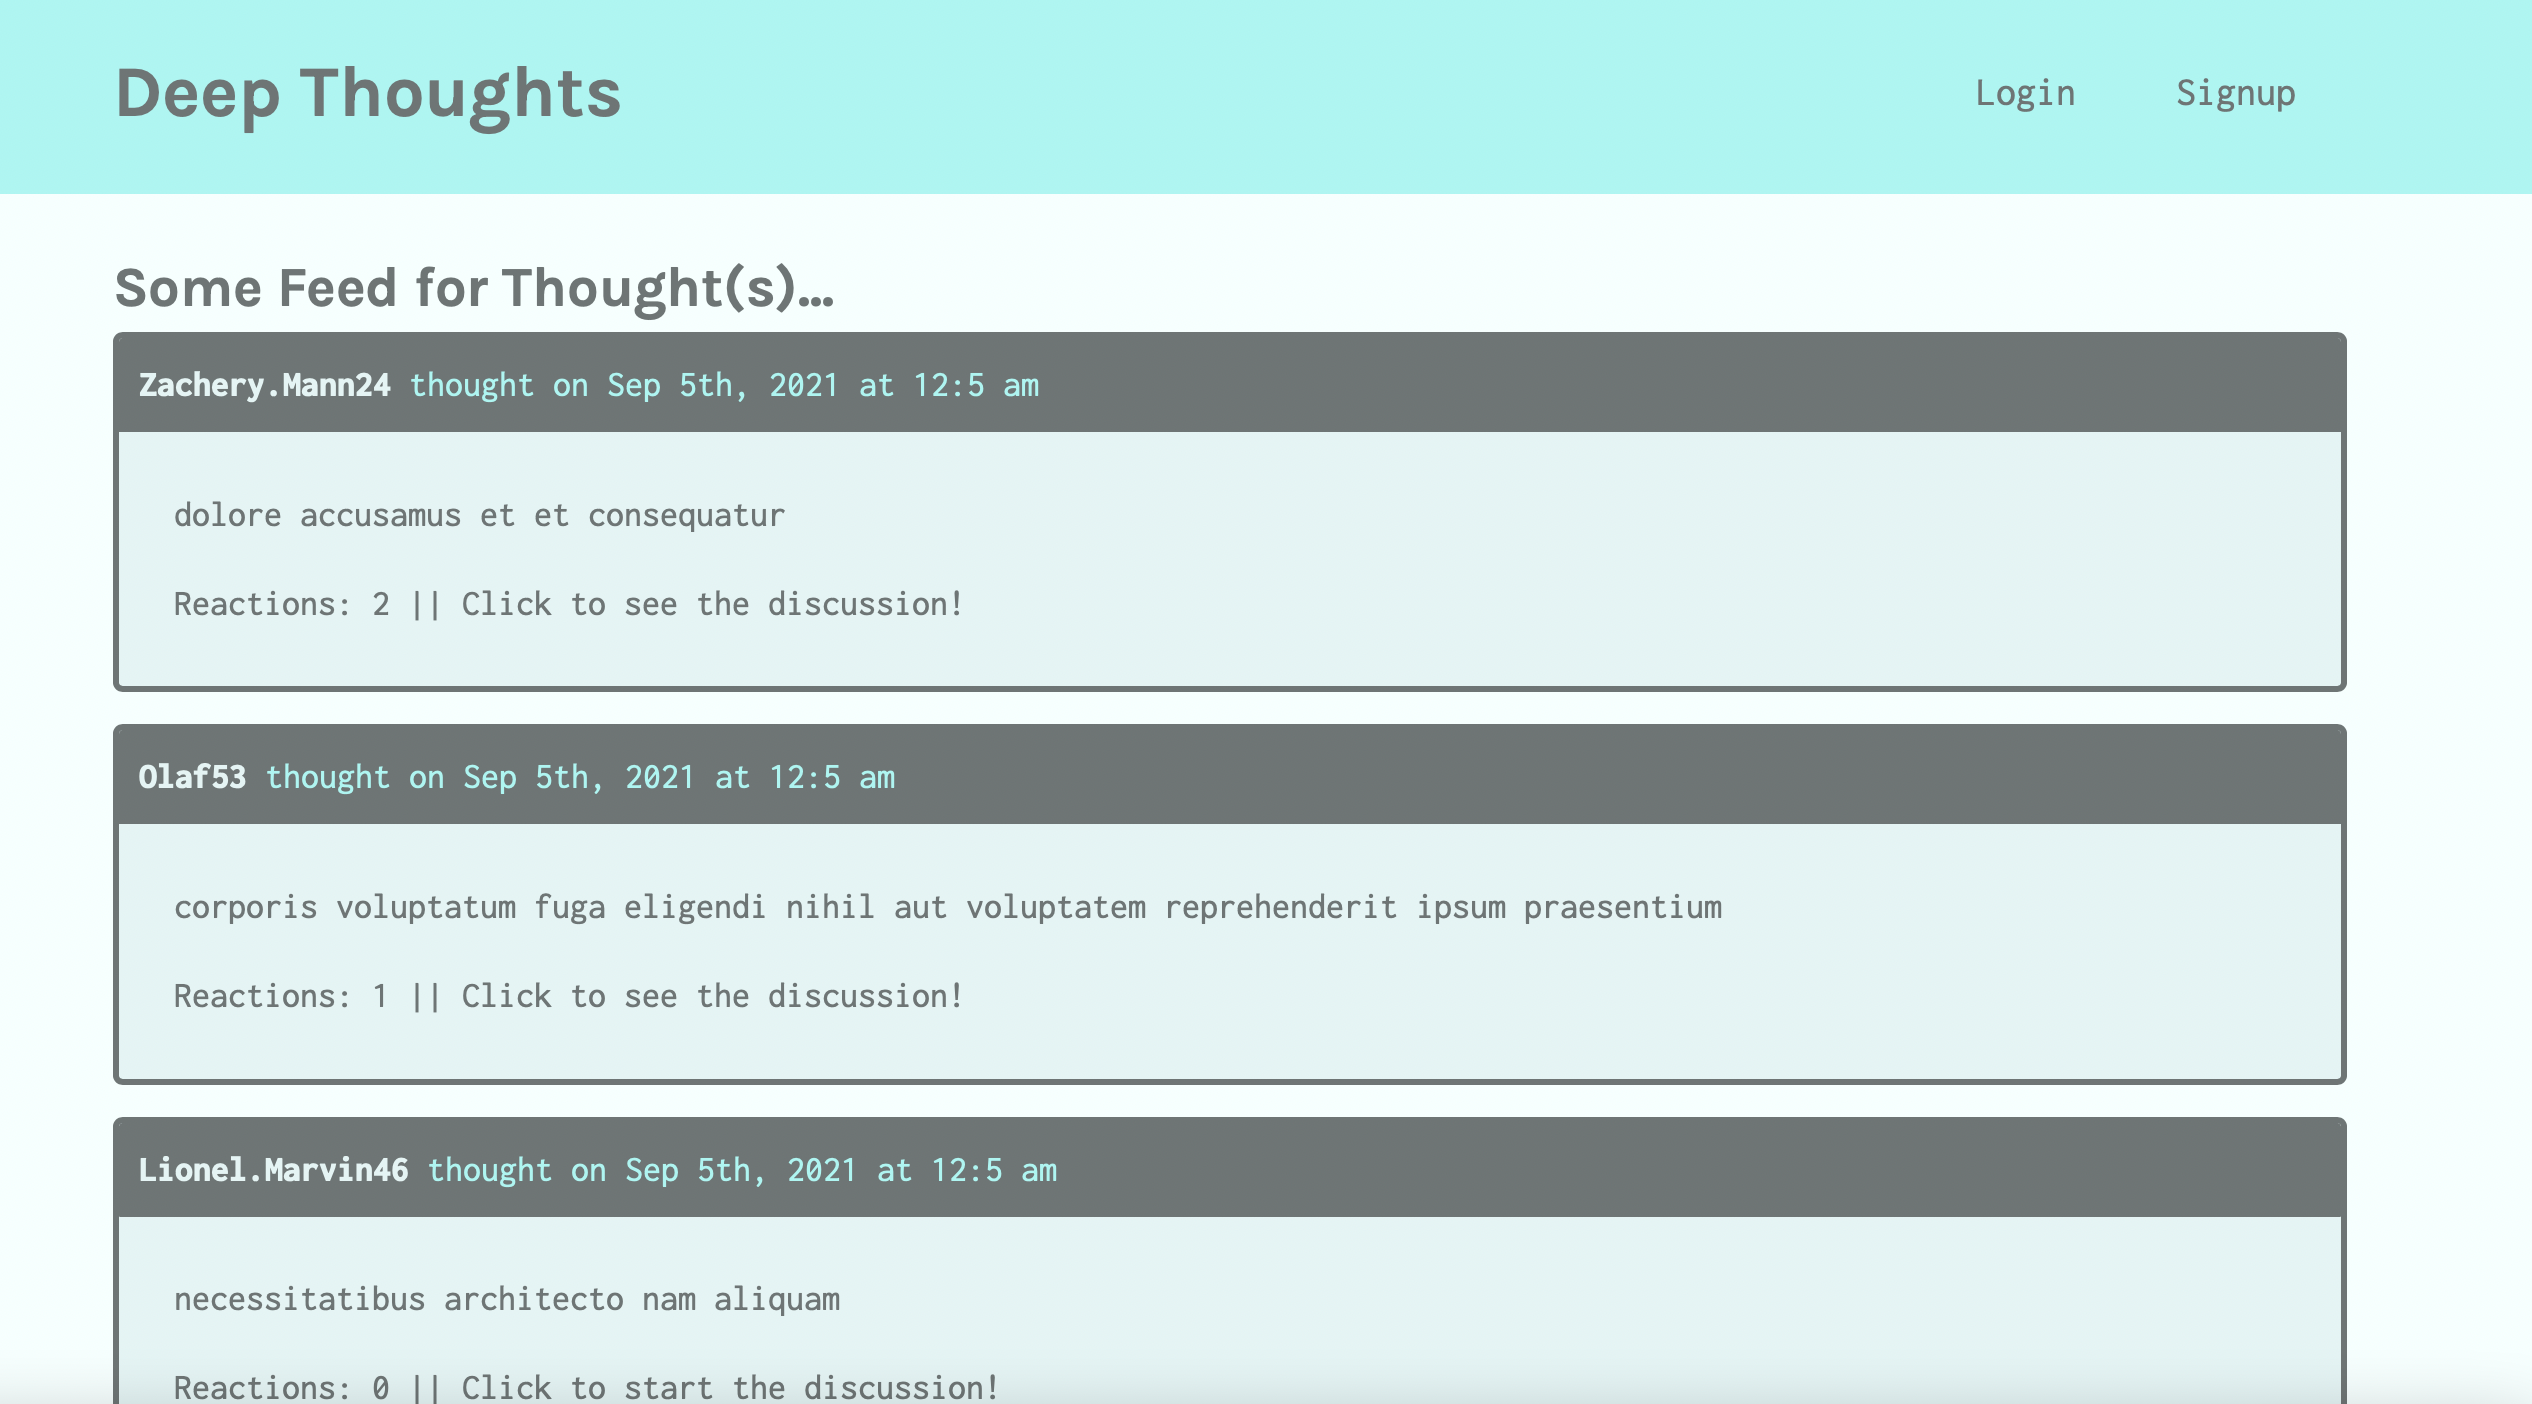 Deep Thoughts
Login Signup
Some Feed for Thought(s)...
Zachery.Mann24 thought on Sep 5th, 2021 at 12:5 am
dolore accusamus et et consequatur
Reactions: 2 || Click to see the discussion!
Olaf53 thought on Sep 5th, 2021 at 12:5 am
corporis voluptatum fuga eligendi nihil aut voluptatem reprehenderit ipsum praesentium
Reactions: 1 || Click to see the discussion!
Lionel.Marvin46 thought on Sep 5th, 2021 at 12:5 am
necessitatibus architecto nam aliquam
Reactions: 0 || Click to start the discussion!